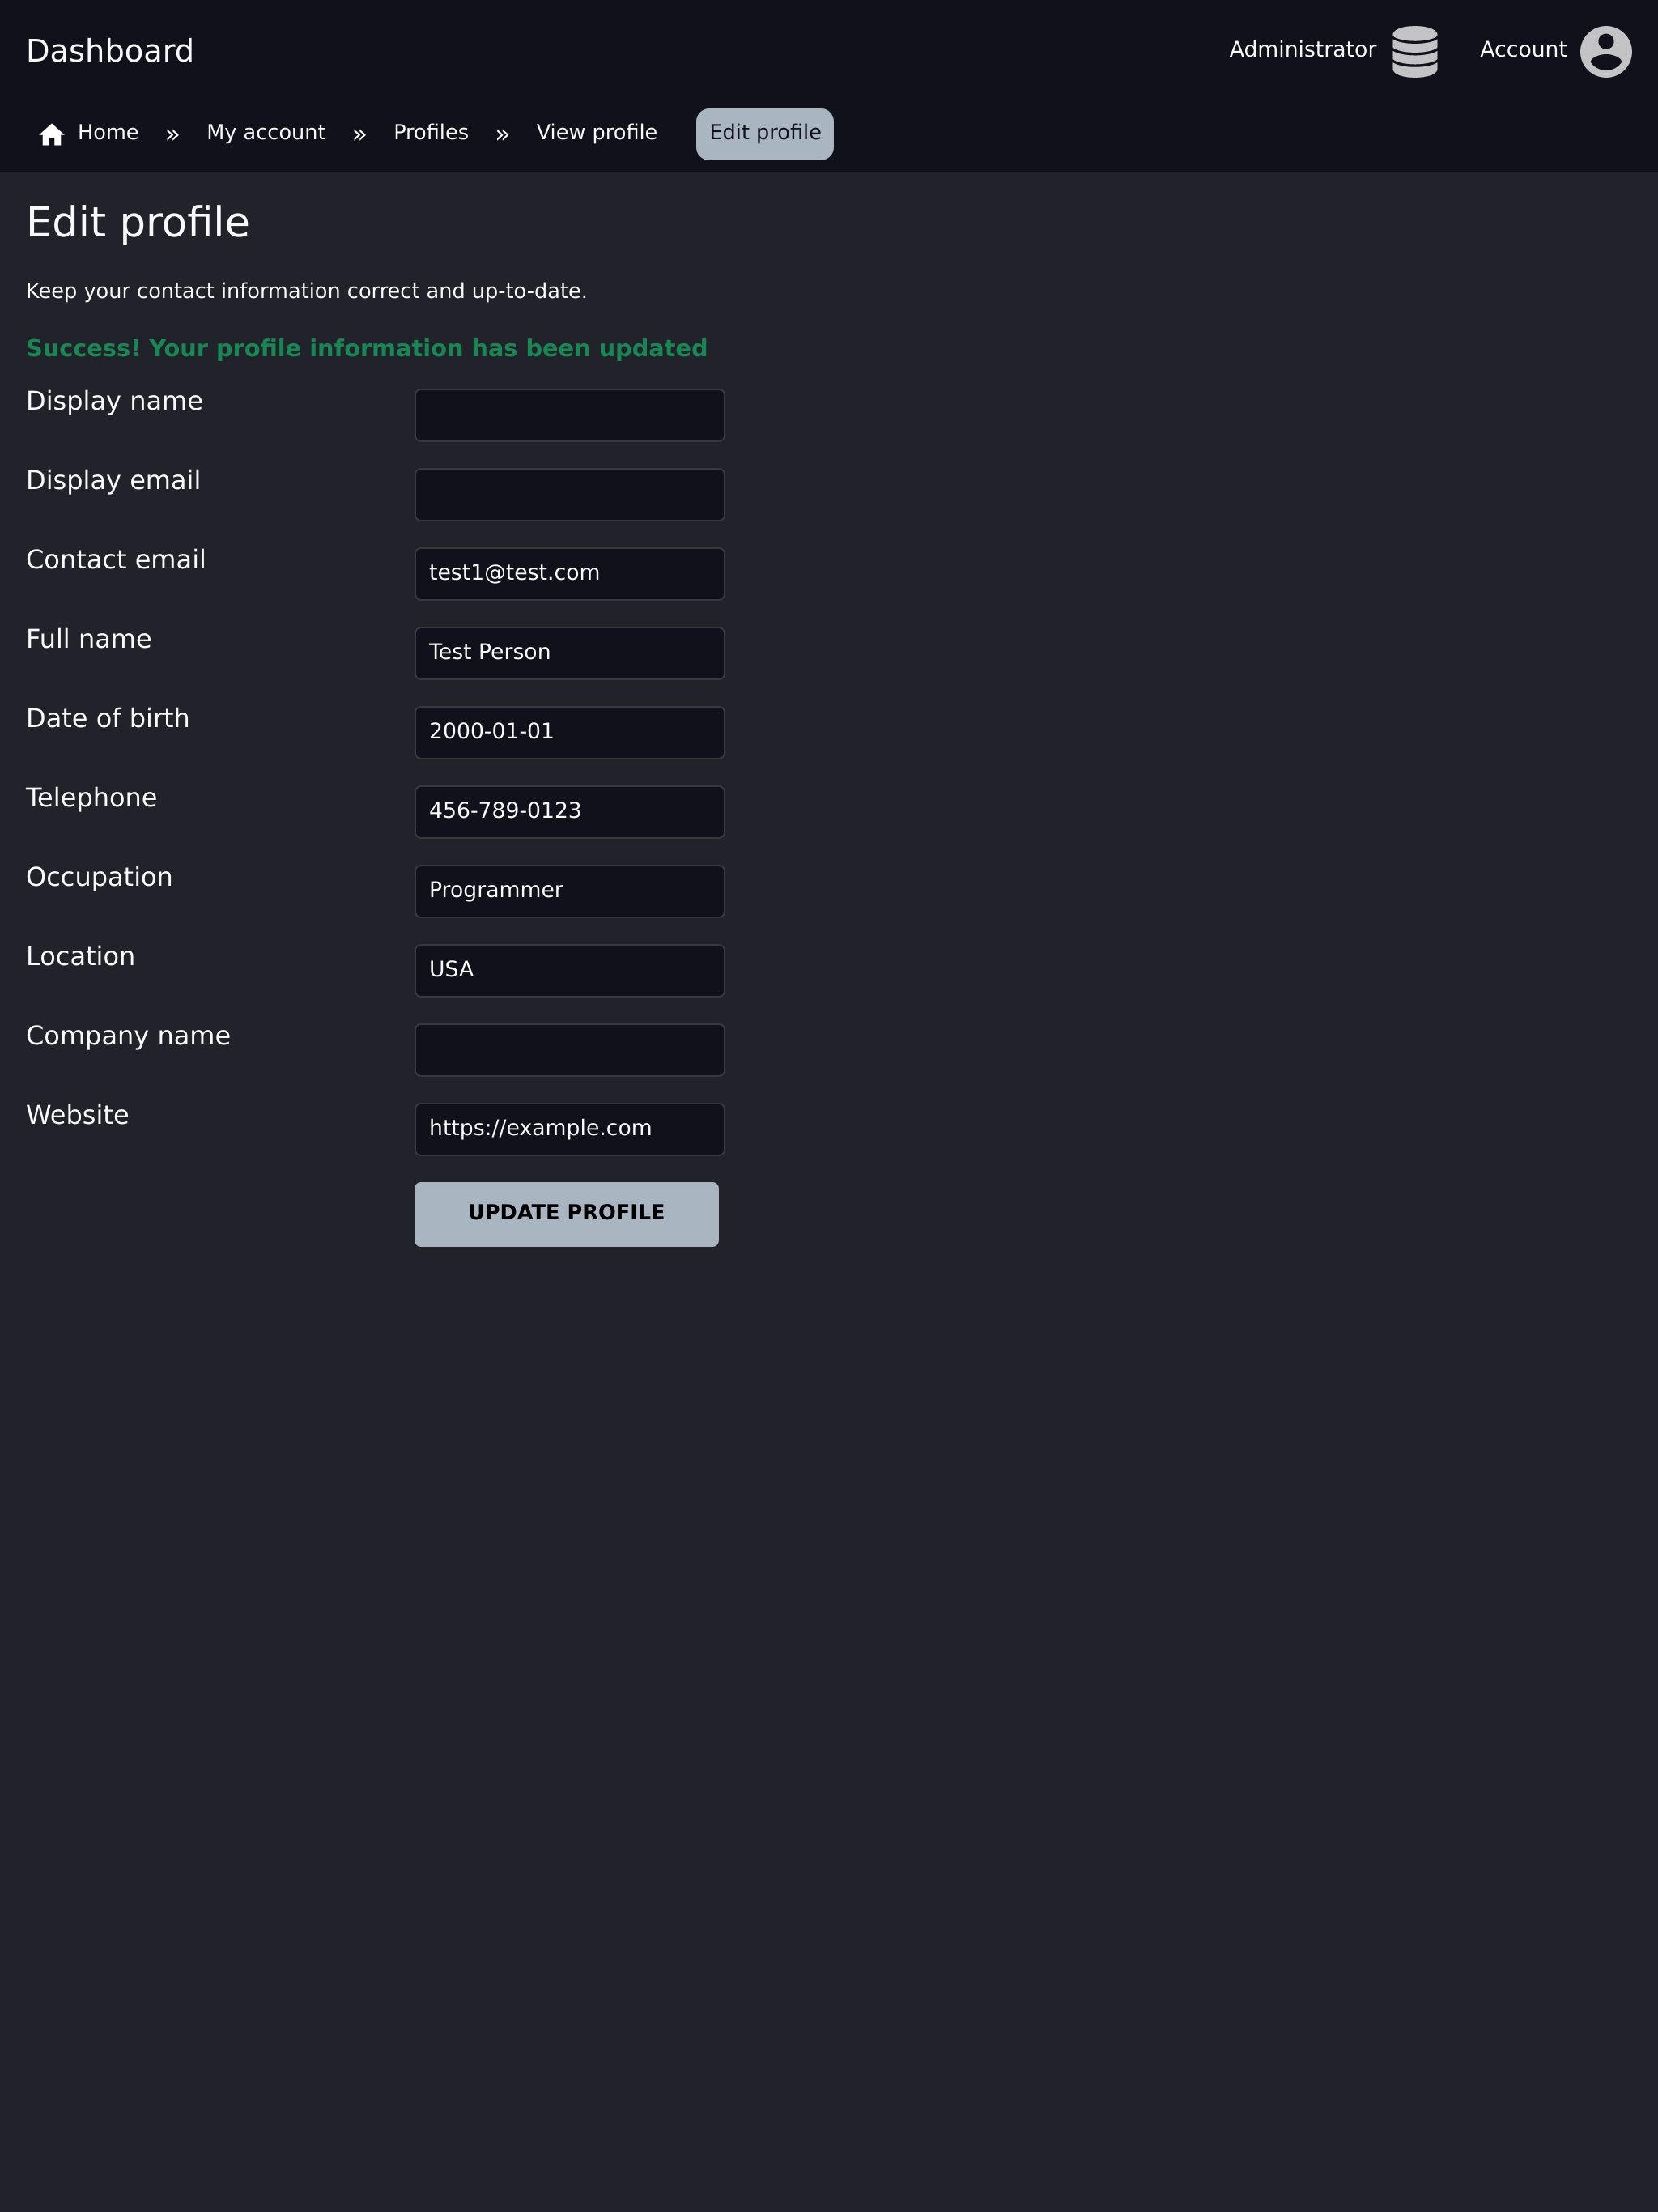 Dashboard
Administrator
Account
Home » My account » Profiles » View profile Edit profile
Edit profile
Keep your contact information correct and up-to-date.
Success! Your profile information has been updated
Display name
Display email
Contact email test1@test.com
Full name Test Person
Date of birth 2000-01-01
Telephone 456-789-0123
Occupation Programmer
Location USA
Company name
Website https://example.com
UPDATE PROFILE